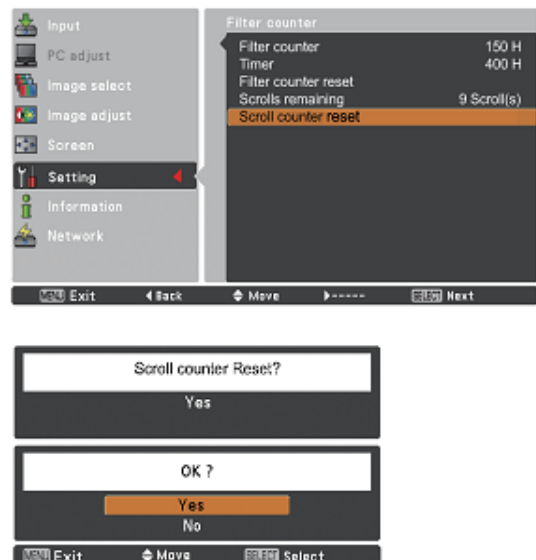 Input
PC adjust
Image select
Image adjust
Screen
Setting
Information
Network
Filter counter
Filter counter 150 H
Timer 400 H
Filter counter reset
Scrolls remaining 9 Scroll(s)
Scroll counter reset
MENU Exit Back Move ----- SELECT Next
Scroll counter Reset?
Yes
OK ?
Yes
No
MENU Exit Move SELECT Select